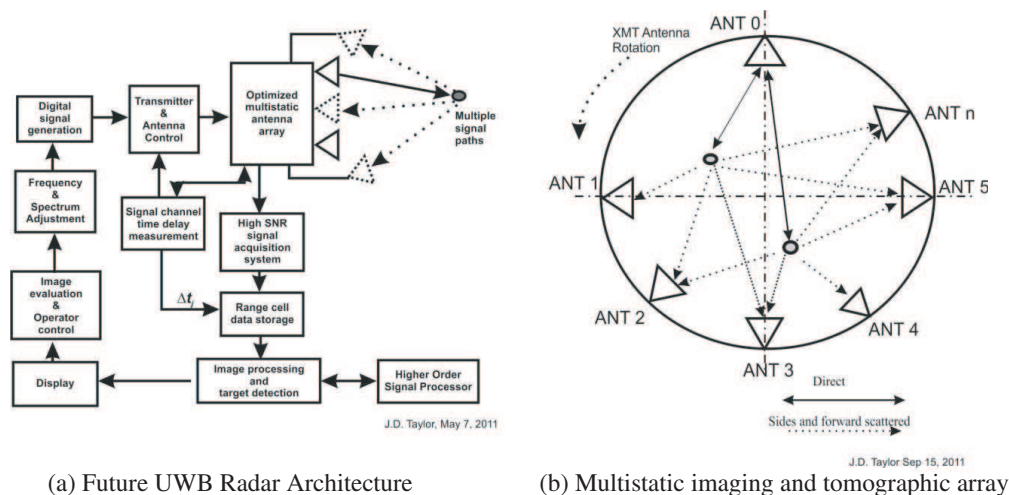 Digital
signal
generation
Transmitter
&
Antenna
Control
Optimized
multistatic
antenna
array
Multiple
signal
paths
Frequency
&
Spectrum
Adjustment
Signal channel
time delay
measurement
High SNR
signal
acquisition
system
Image
evaluation
&
Operator
control
Δtj
Range cell
data storage
Display
Image processing
and
target detection
Higher Order
Signal Processor
J.D. Taylor, May 7, 2011
(a) Future UWB Radar Architecture
XMT Antenna
Rotation
ANT 0
ANT n
ANT 1
ANT 5
ANT 2
ANT 4
ANT 3
Direct
Sides and forward scattered
J.D. Taylor Sep 15, 2011
(b) Multistatic imaging and tomographic array